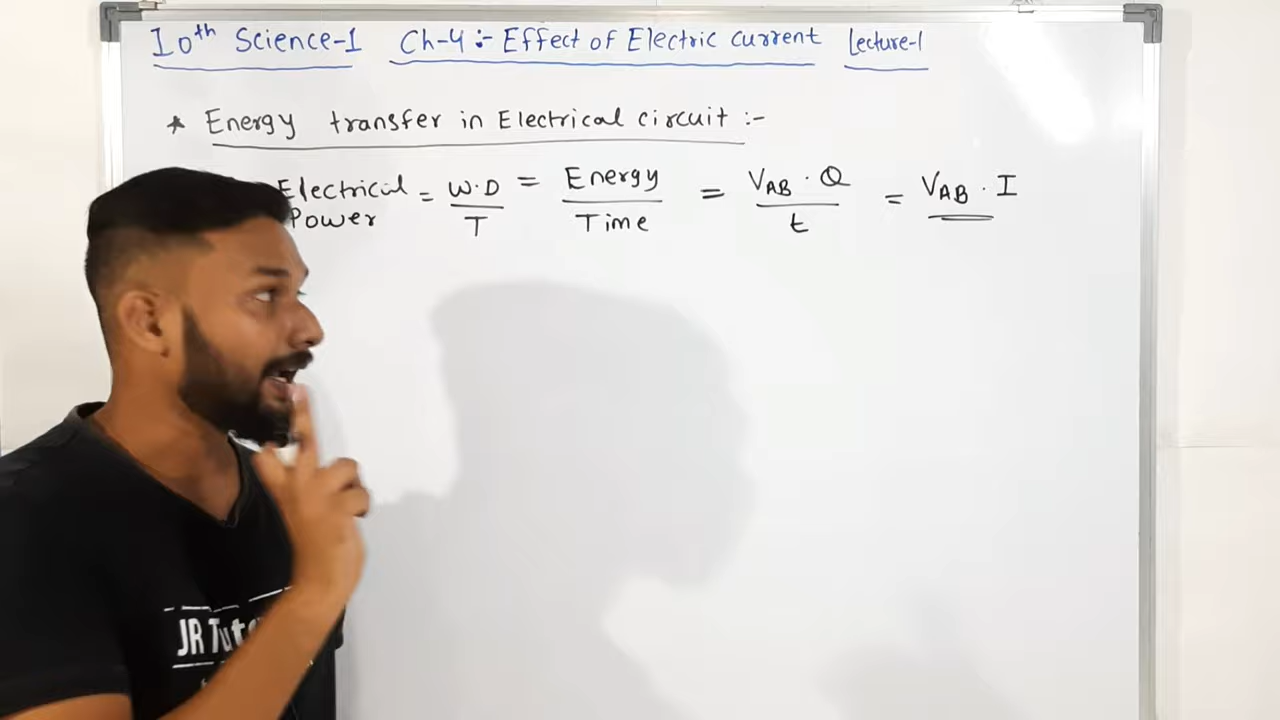 10th Science-1 Ch-4:- Effect of Electric current Lecture-1
* Energy transfer in Electrical circuit :-
Electrical Power = W.D / T = Energy / Time = VAB · Q / t = VAB · I
JR